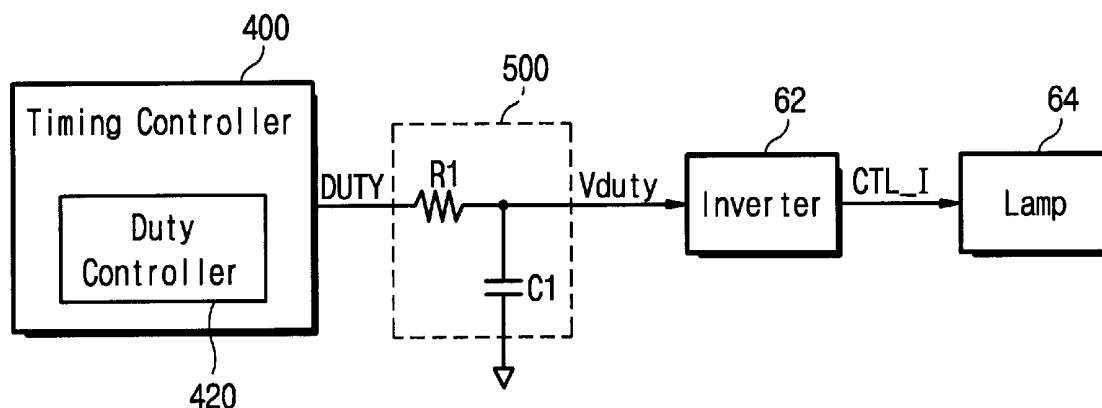 400
Timing Controller
Duty
Controller
420
DUTY
500
R1
C1
Vduty
62
Inverter
CTL_I
64
Lamp